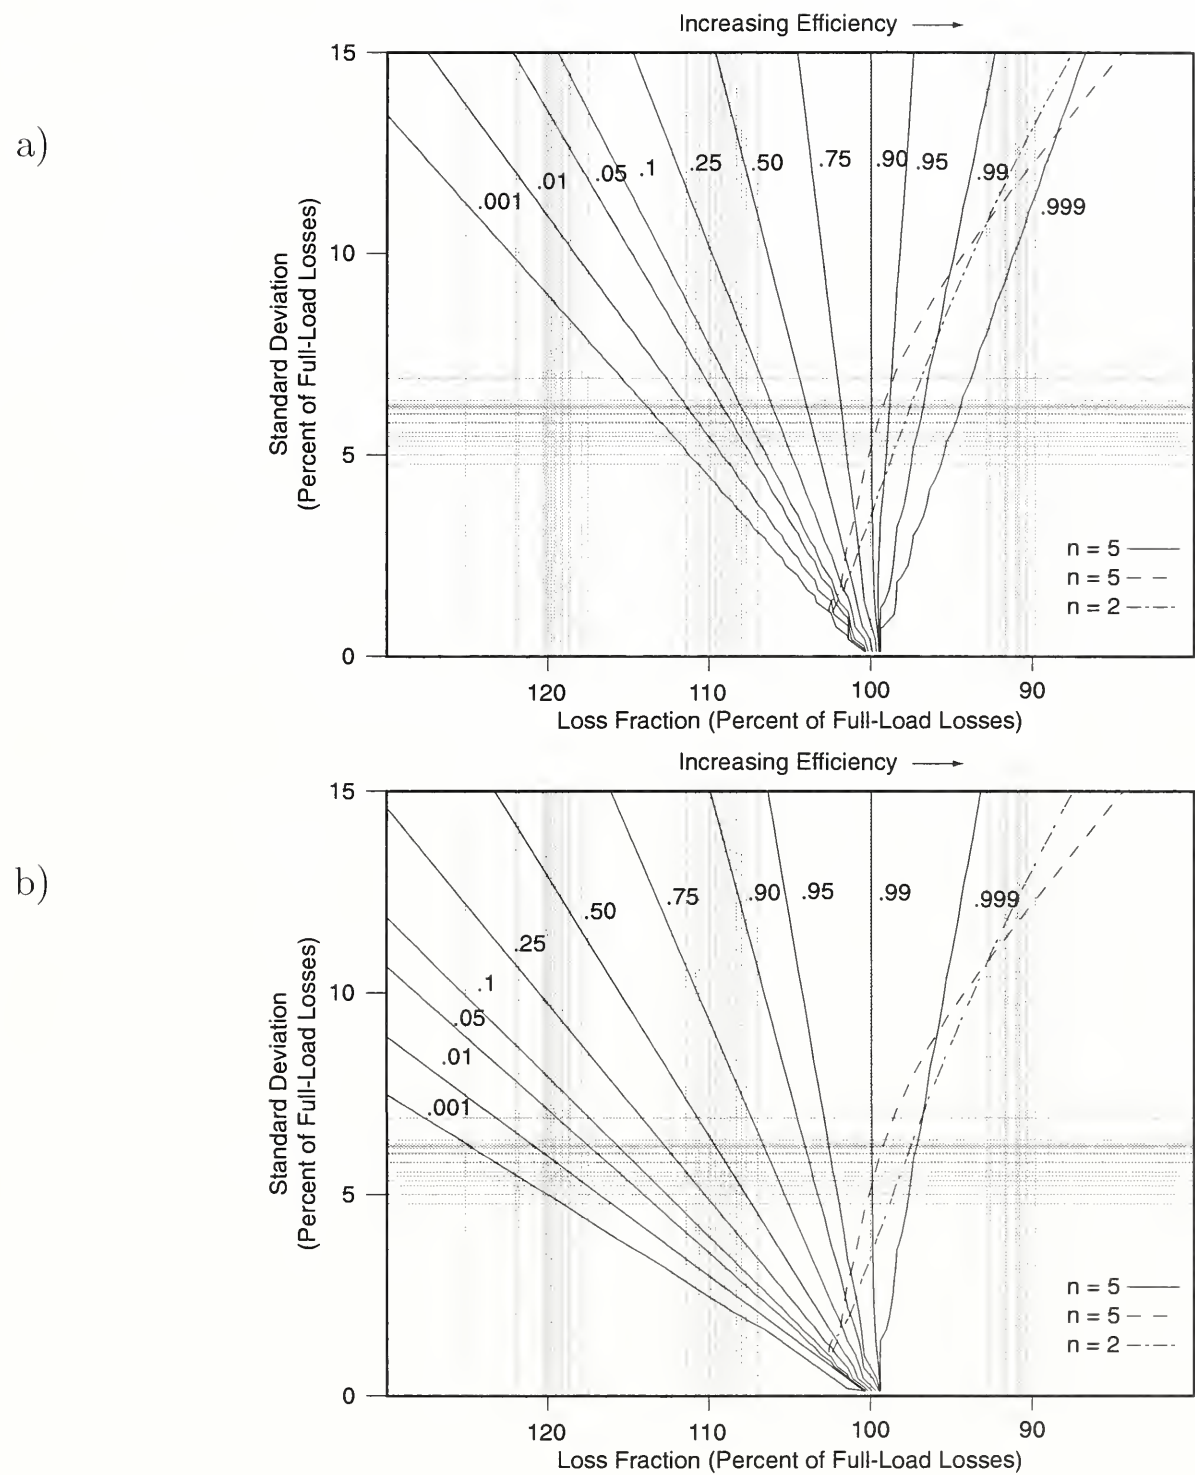 a)
Increasing Efficiency
15
10
5
0
Standard Deviation
(Percent of Full-Load Losses)
.001
.01
.05
.1
.25
.50
.75
.90
.95
.99
.999
n = 5
n = 5
n = 2
120
110
100
90
Loss Fraction (Percent of Full-Load Losses)
b)
Increasing Efficiency
15
10
5
0
Standard Deviation
(Percent of Full-Load Losses)
.001
.01
.05
.1
.25
.50
.75
.90
.95
.99
.999
n = 5
n = 5
n = 2
120
110
100
90
Loss Fraction (Percent of Full-Load Losses)